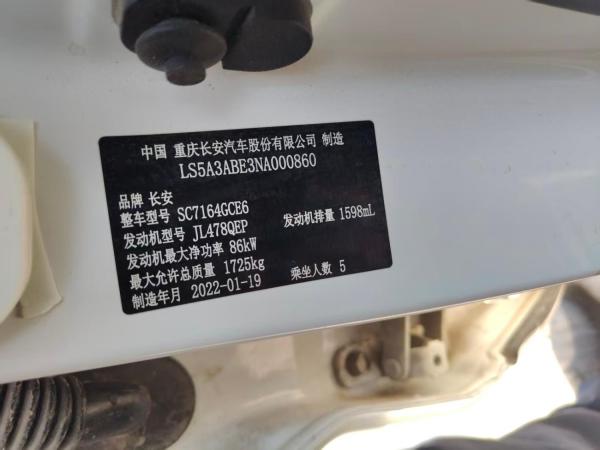 中国 重庆长安汽车股份有限公司 制造
LS5A3ABE3NA000860
品牌 长安
整车型号 SC7164GCE6
发动机型号 JL478QEP 发动机排量 1598mL
发动机最大净功率 86kW
最大允许总质量 1725kg 乘坐人数 5
制造年月 2022-01-19